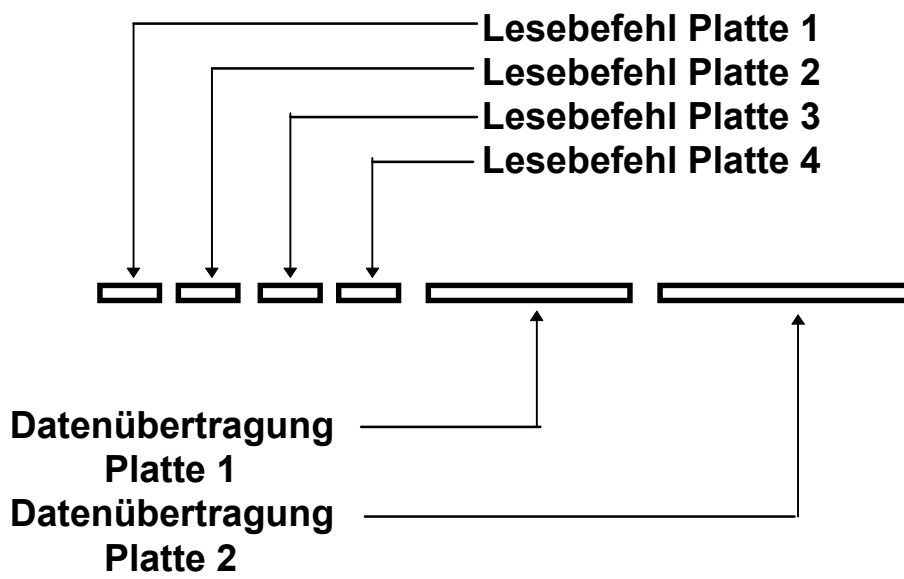 Lesebefehl Platte 1
Lesebefehl Platte 2
Lesebefehl Platte 3
Lesebefehl Platte 4
Datenübertragung
Platte 1
Datenübertragung
Platte 2